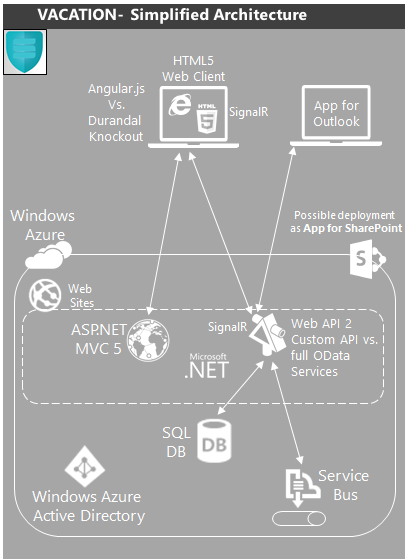 VACATION- Simplified Architecture
HTML5
Web Client
Angular.js
Vs.
Durandal
Knockout
HTML
5
SignalR
App for
Outlook
Windows
Azure
Possible deployment
as App for SharePoint
S
Web
Sites
ASP.NET
MVC 5
SignalR
Web API 2
Custom API vs.
full OData
Services
Microsoft
.NET
SQL
DB
DB
Service
Bus
Windows Azure
Active Directory